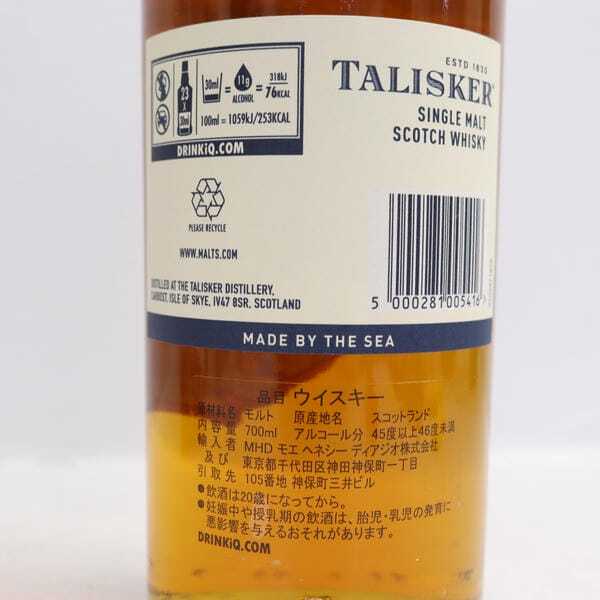 ESTD 1830
TALISKER
SINGLE MALT
SCOTCH WHISKY
23
X
30ml
30ml
=
11g
ALCOHOL
=
318kJ
76KCAL
100ml = 1059kJ/253KCAL
DRINKiQ.COM
PLEASE RECYCLE
WWW.MALTS.COM
DISTILLED AT THE TALISKER DISTILLERY,
CARBOST, ISLE OF SKYE, IV47 8SR. SCOTLAND
5 000281 005416
MADE BY THE SEA
品目 ウイスキー
原材料名 モルト 原産地名 スコットランド
内容量 700ml アルコール分 45度以上46度未満
輸入者 MHD モエ ヘネシー ディアジオ株式会社
及び 東京都千代田区神田神保町一丁目
引取先 105番地 神保町三井ビル
●飲酒は20歳になってから。
●妊娠中や授乳期の飲酒は、胎児・乳児の発育に
悪影響を与えるおそれがあります。
DRINKiQ.COM